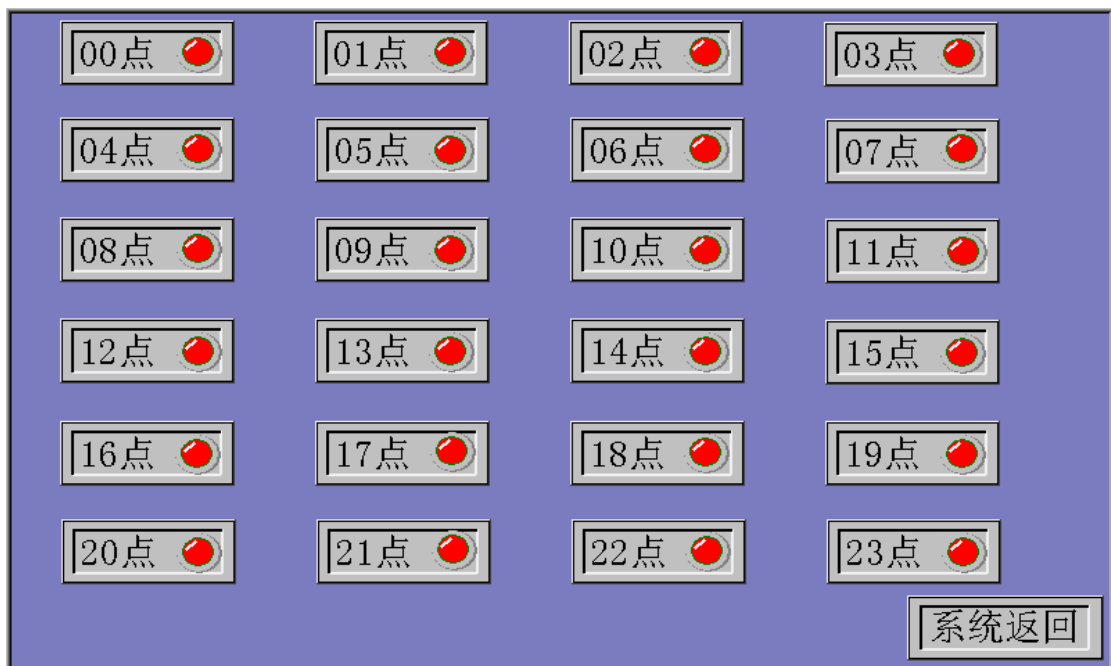 00点 01点 02点 03点
04点 05点 06点 07点
08点 09点 10点 11点
12点 13点 14点 15点
16点 17点 18点 19点
20点 21点 22点 23点
系统返回